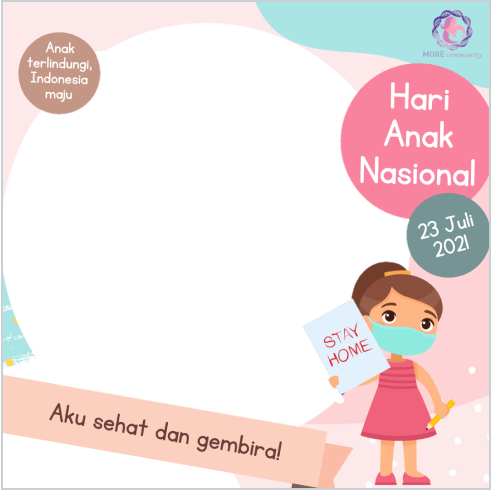 Anak
terlindungi,
Indonesia
maju
MORE community
Hari
Anak
Nasional
23 Juli
2021
STAY
HOME
Aku sehat dan gembira!